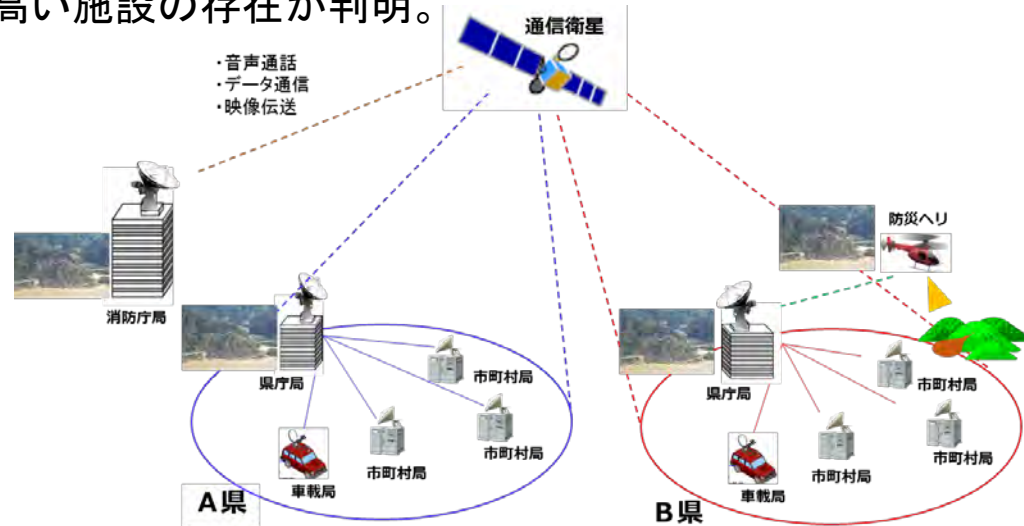 高い施設の存在が判明。
通信衛星
・音声通話
・データ通信
・映像伝送
防災ヘリ
消防庁局
県庁局
市町村局
市町村局
市町村局
車載局
A県
県庁局
市町村局
市町村局
市町村局
車載局
B県